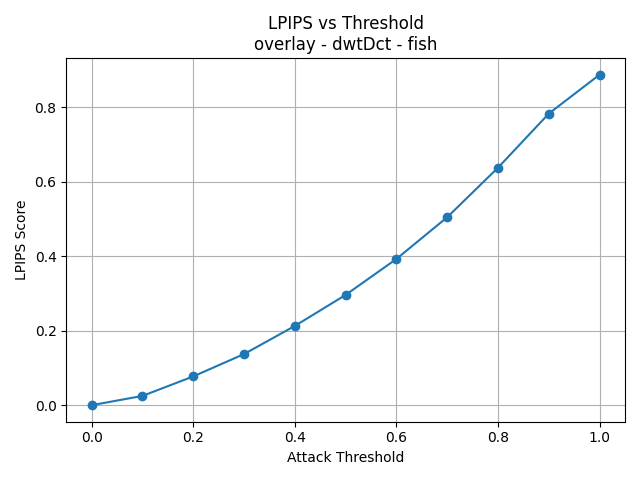 LPIPS vs Threshold
overlay - dwtDct - fish
LPIPS Score
0.8
0.6
0.4
0.2
0.0
0.0 0.2 0.4 0.6 0.8 1.0
Attack Threshold